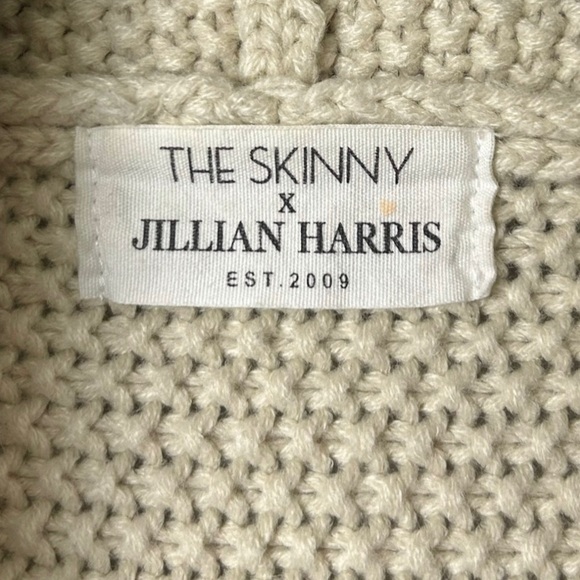 THE SKINNY
X
JILLIAN HARRIS
EST.2009